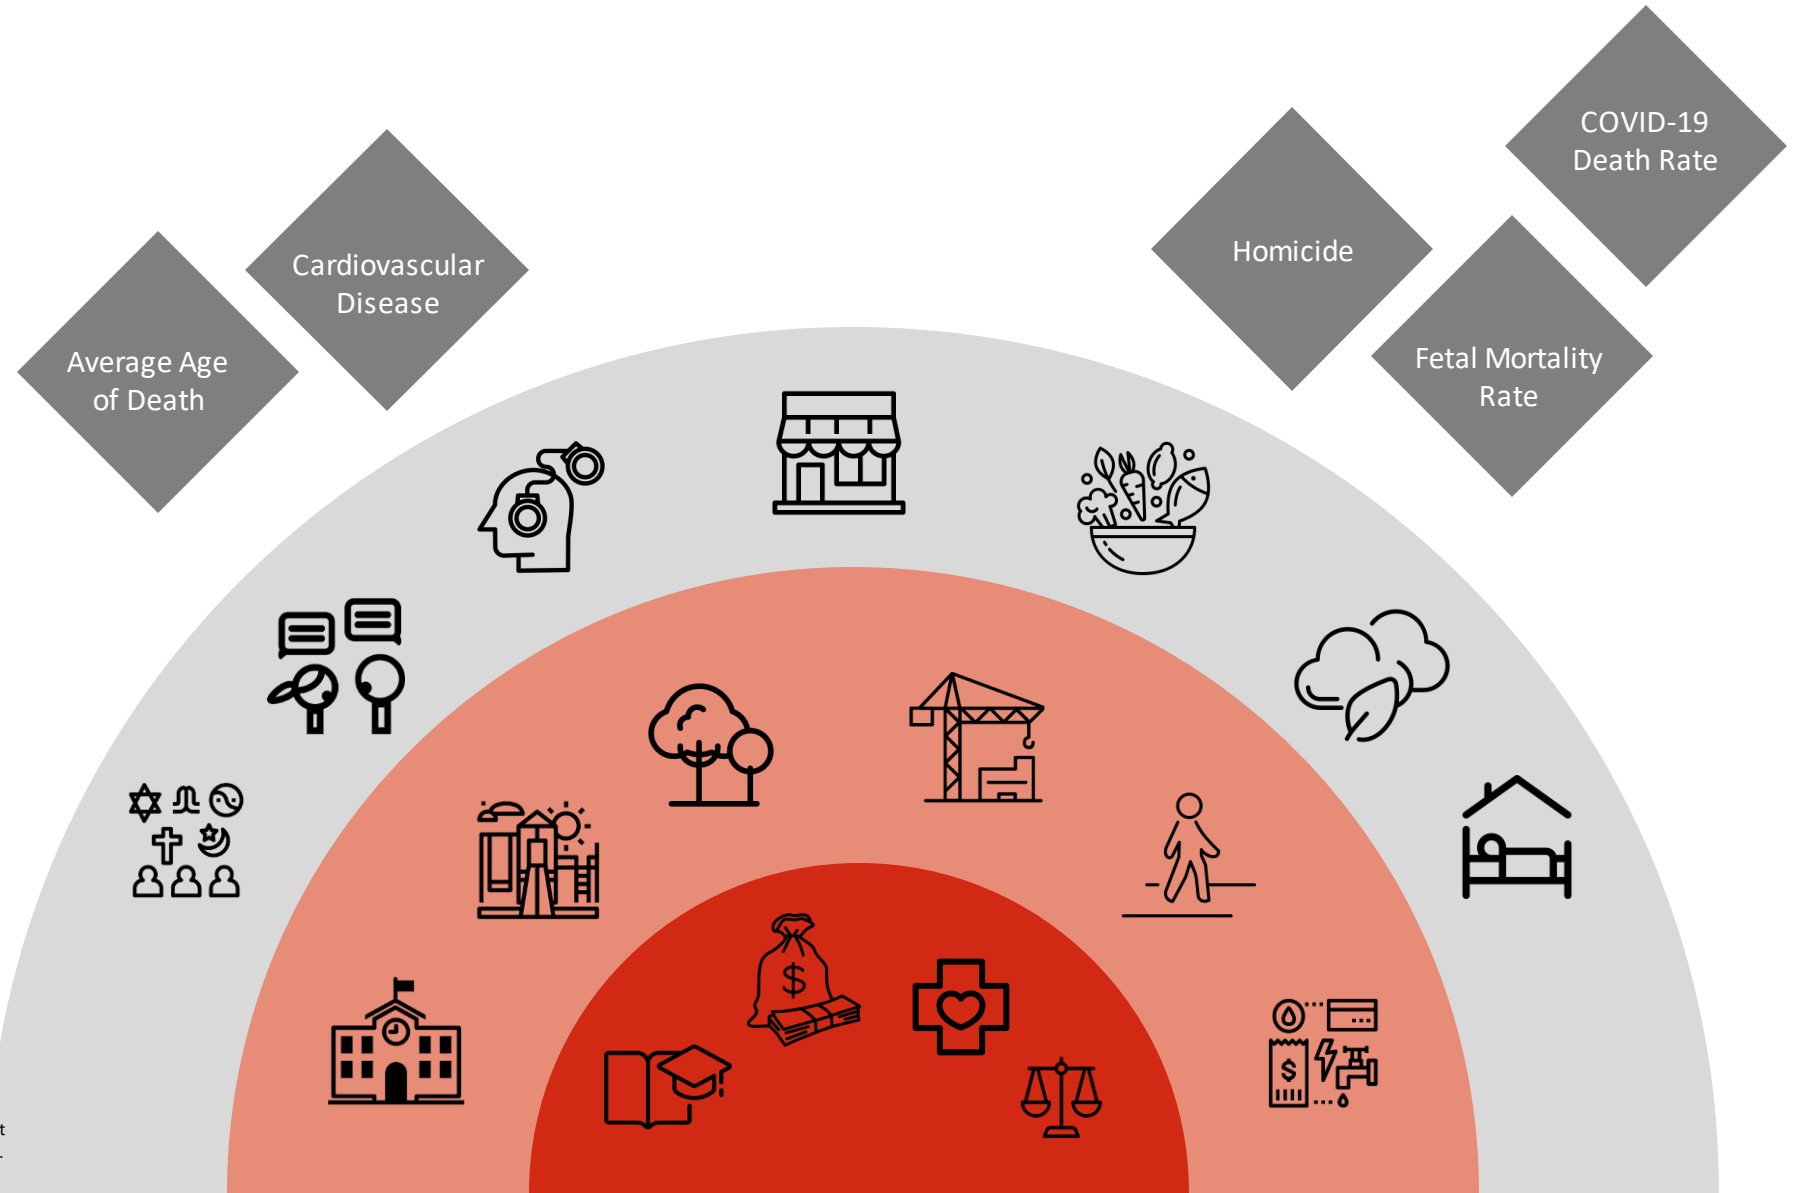 COVID-19
Death Rate
Homicide
Cardiovascular
Disease
Fetal Mortality
Rate
Average Age
of Death
$
$
t
.